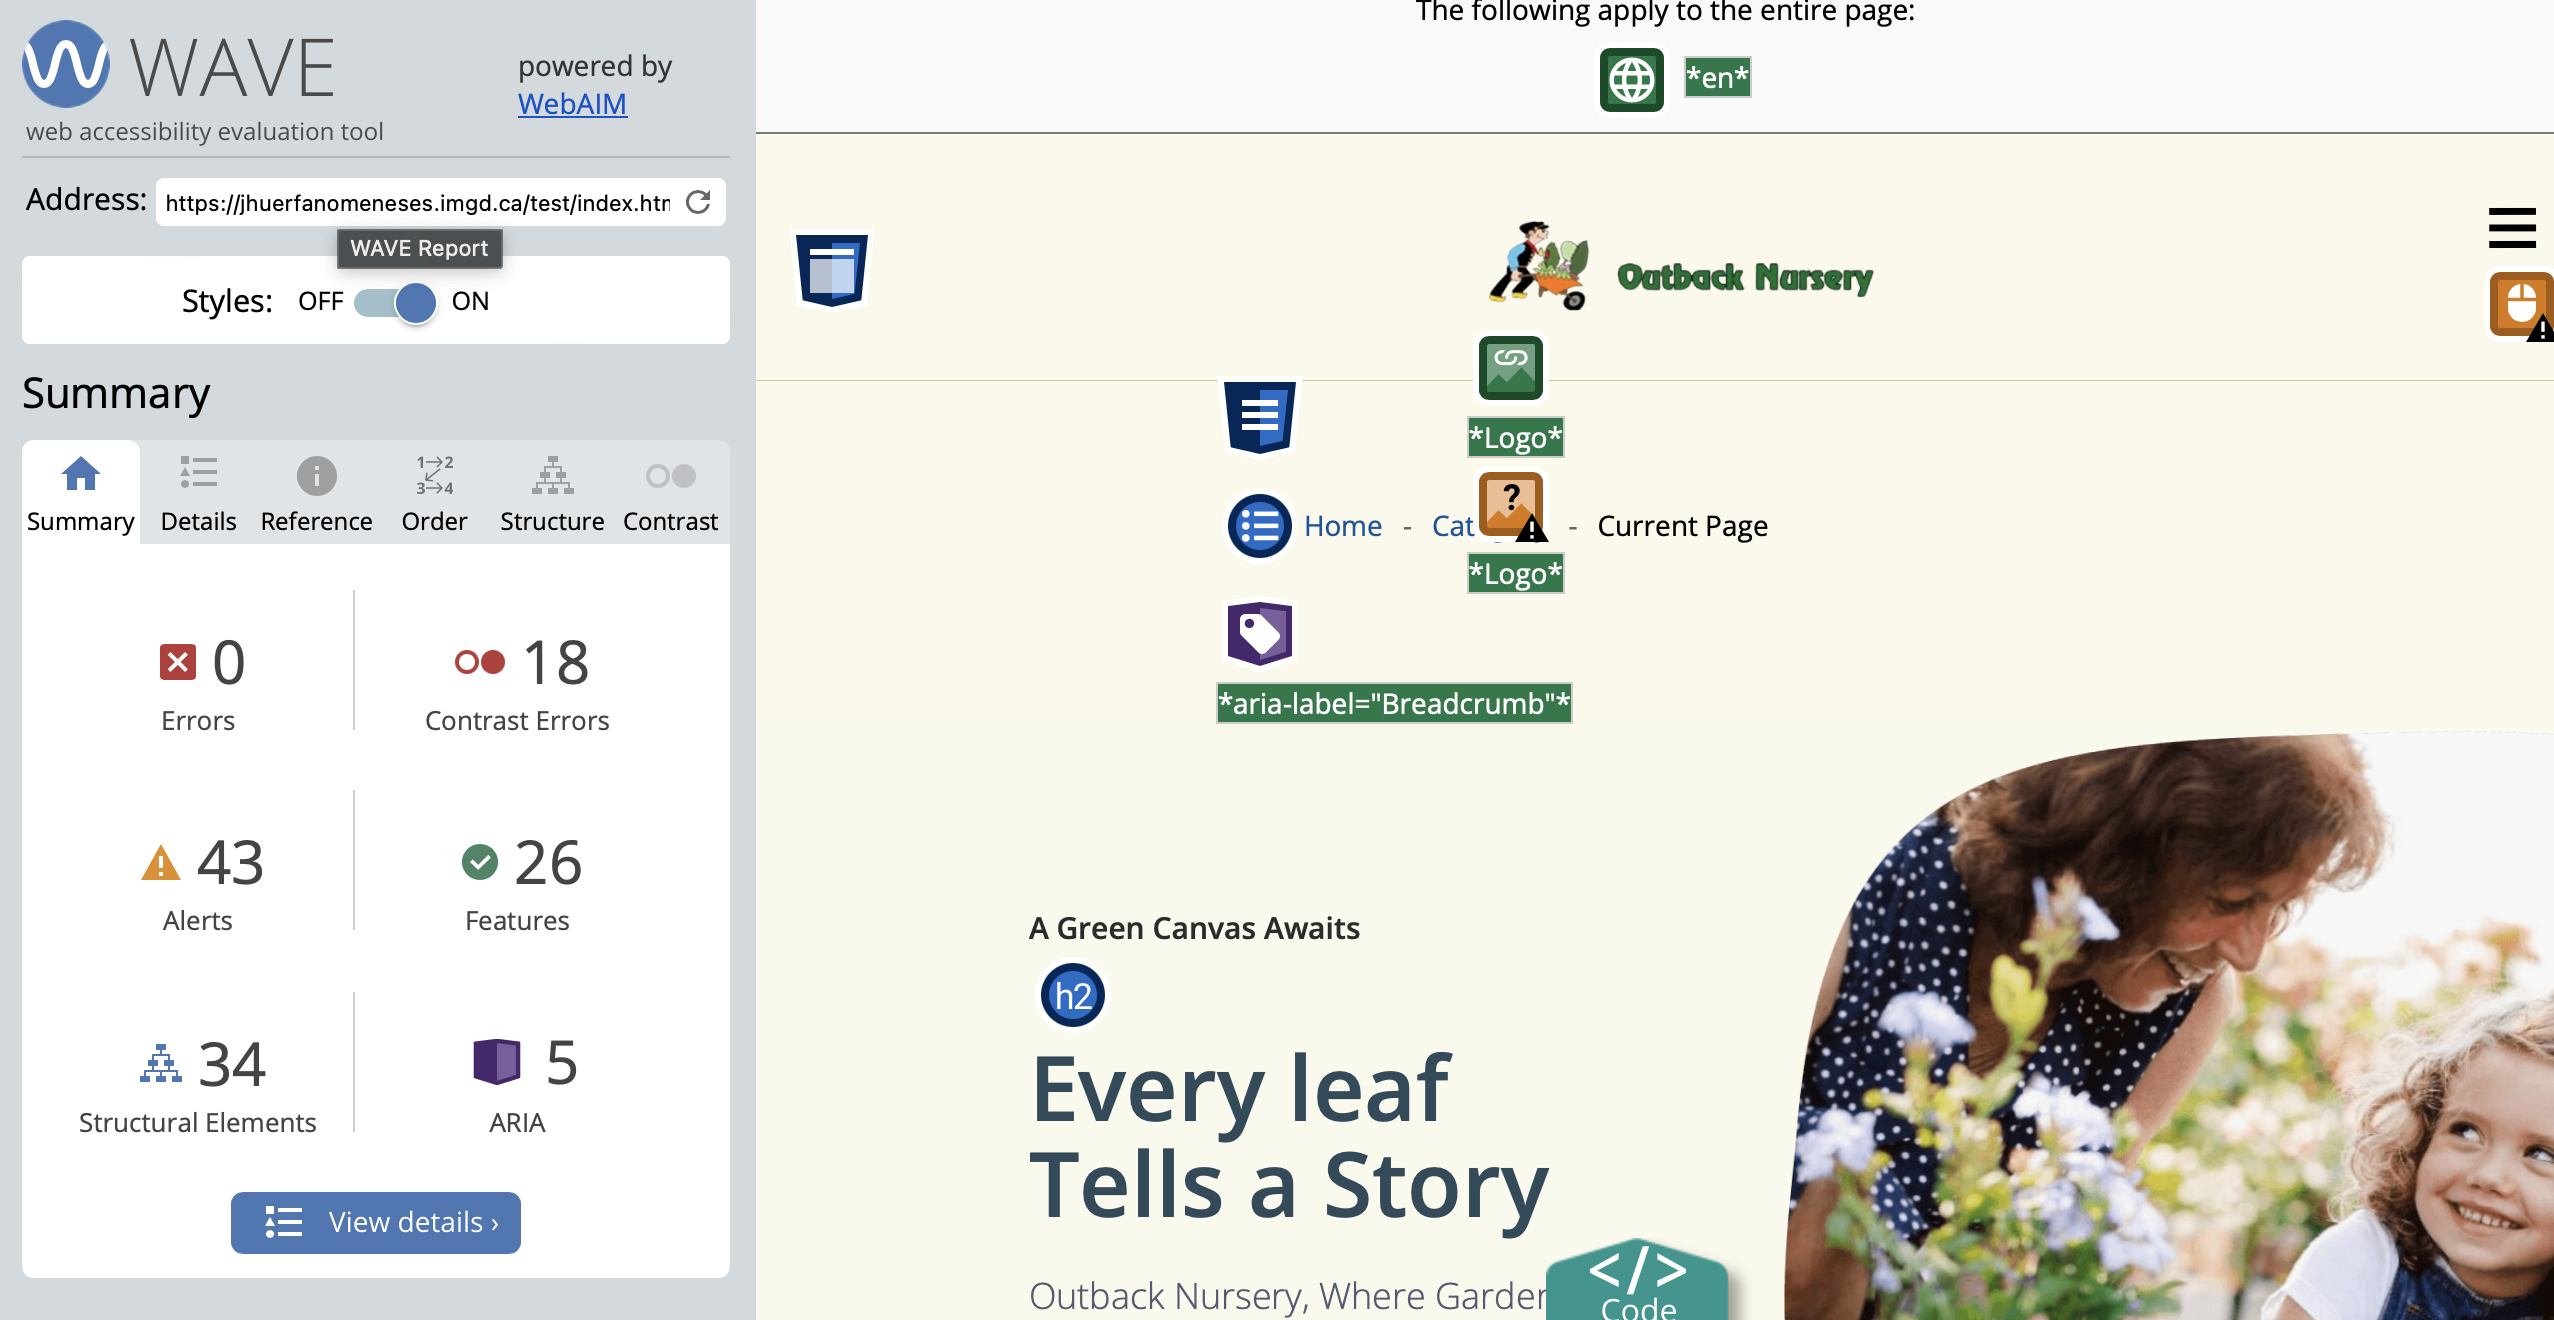 WAVE
powered by
WebAIM
web accessibility evaluation tool
Address: https://jhuerfanomeneses.imgd.ca/test/index.htm
WAVE Report
Styles: OFF ON
Summary
Summary Details Reference Order Structure Contrast
0
Errors
18
Contrast Errors
43
Alerts
26
Features
34
Structural Elements
5
ARIA
View details ›
The following apply to the entire page:
*en*
Outback Nursery
*Logo*
Home - Cat - Current Page
*Logo*
*aria-label="Breadcrumb"*
A Green Canvas Awaits
h2
Every leaf
Tells a Story
Outback Nursery, Where Garden
</>
Code